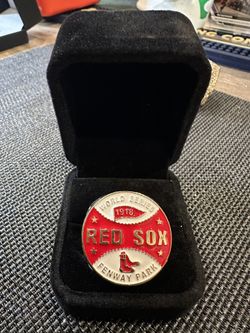 WORLD SERIES
1918
RED SOX
FENWAY PARK